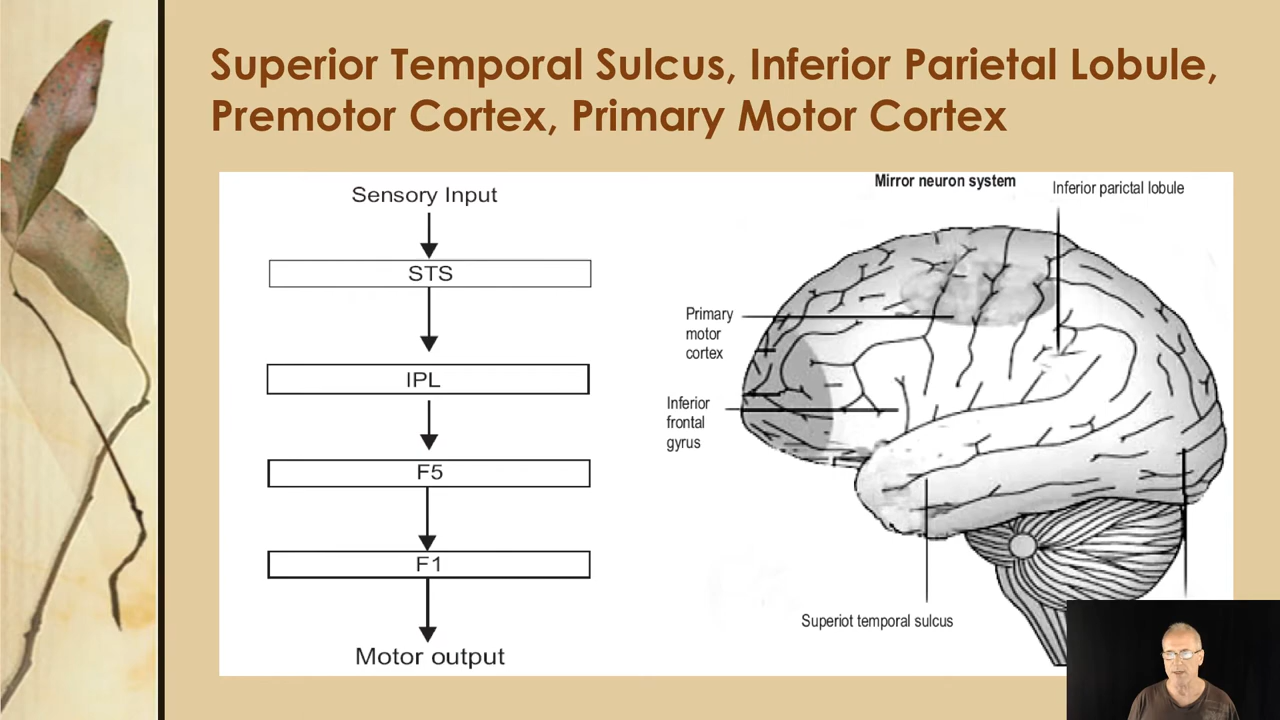 Superior Temporal Sulcus, Inferior Parietal Lobule,
Premotor Cortex, Primary Motor Cortex
Sensory Input
STS
IPL
F5
F1
Motor output
Mirror neuron system
Inferior parictal lobule
Primary
motor
cortex
Inferior
frontal
gyrus
Superiot temporal sulcus